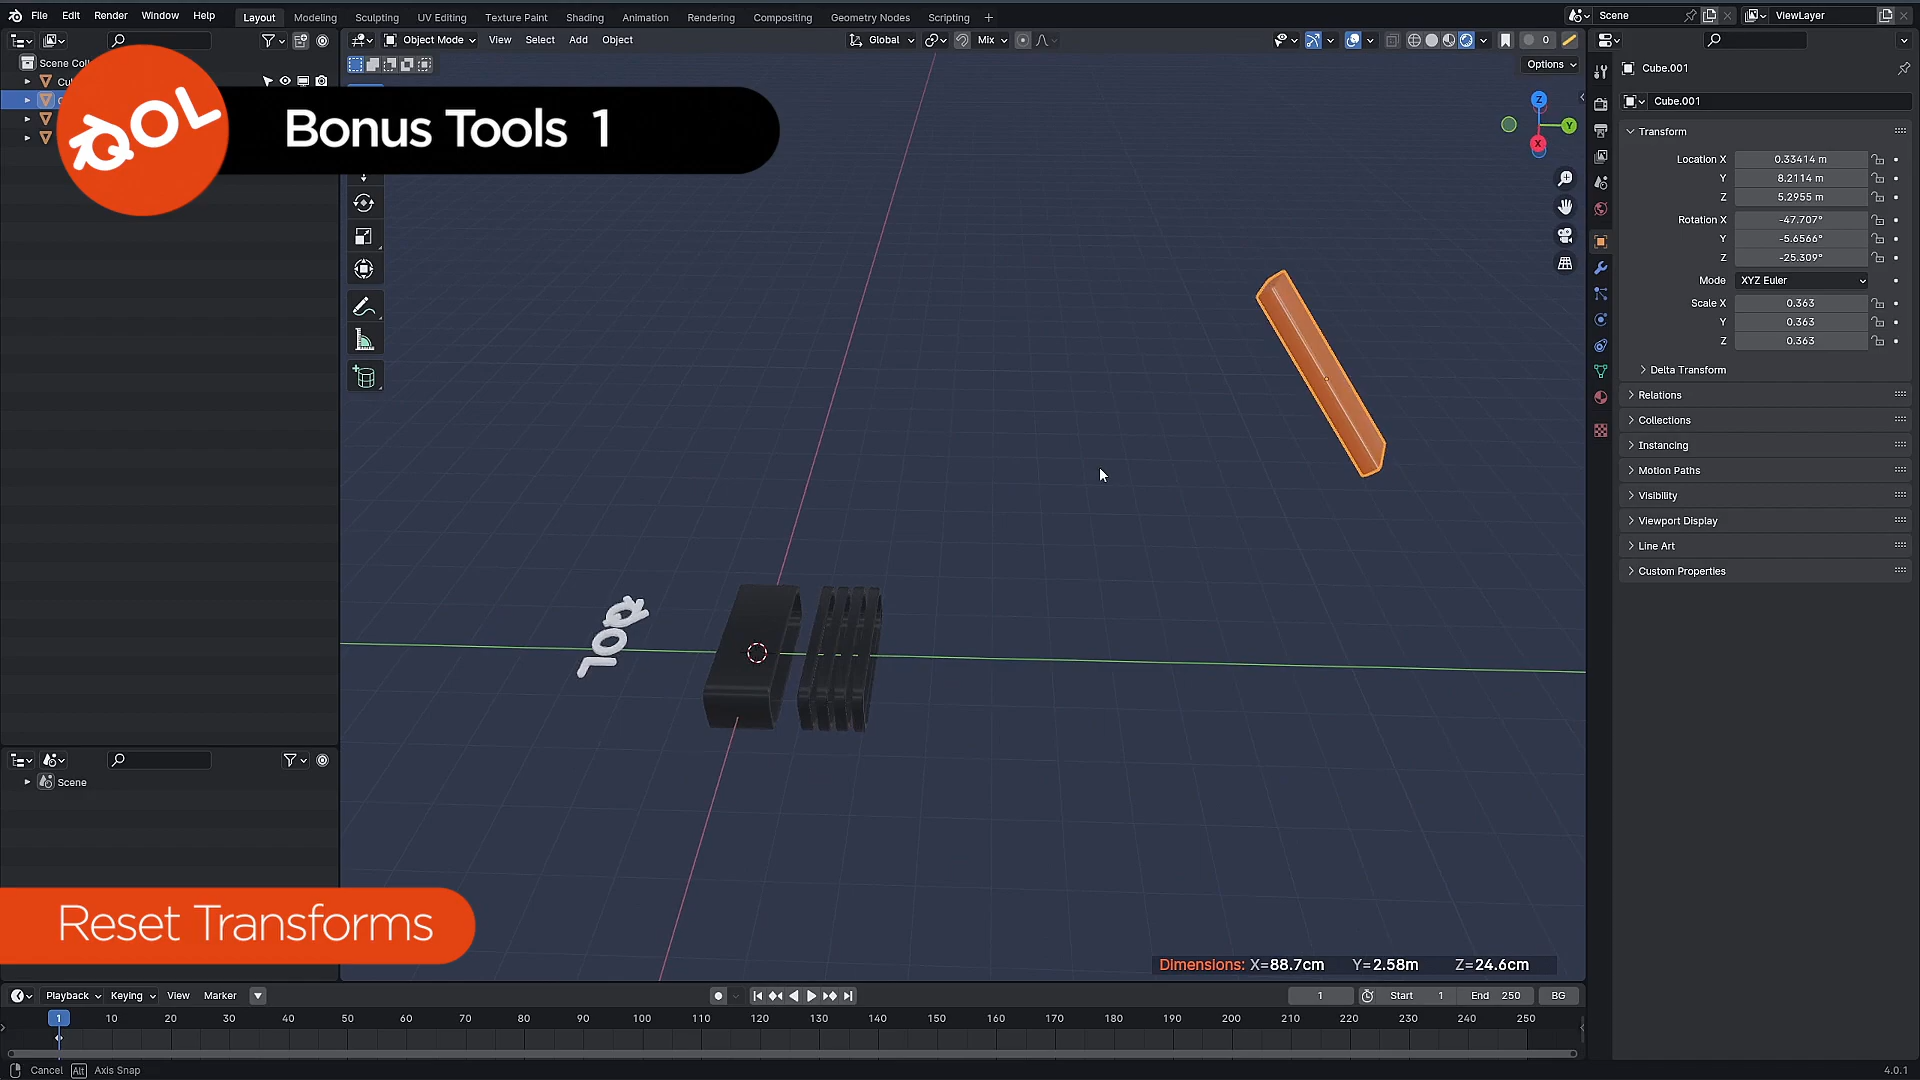 File Edit Render Window Help
Layout Modeling Sculpting UV Editing Texture Paint Shading Animation Rendering Compositing Geometry Nodes Scripting +
Scene
ViewLayer
Object Mode View Select Add Object
Global
Mix
0
Options
Scene Coll
QOL
Bonus Tools 1
Z
Y
X
Cube.001
Cube.001
Transform
Location X 0.33414 m
Y 8.2114 m
Z 5.2955 m
Rotation X -47.707°
Y -5.6566°
Z -25.309°
Mode XYZ Euler
Scale X 0.363
Y 0.363
Z 0.363
Delta Transform
Relations
Collections
Instancing
Motion Paths
Visibility
Viewport Display
Line Art
Custom Properties
QOL
Scene
Reset Transforms
Dimensions: X=88.7cm Y=2.58m Z=24.6cm
Playback Keying View Marker
1 Start 1 End 250 BG
1 10 20 30 40 50 60 70 80 90 100 110 120 130 140 150 160 170 180 190 200 210 220 230 240 250
Cancel Alt Axis Snap
4.0.1